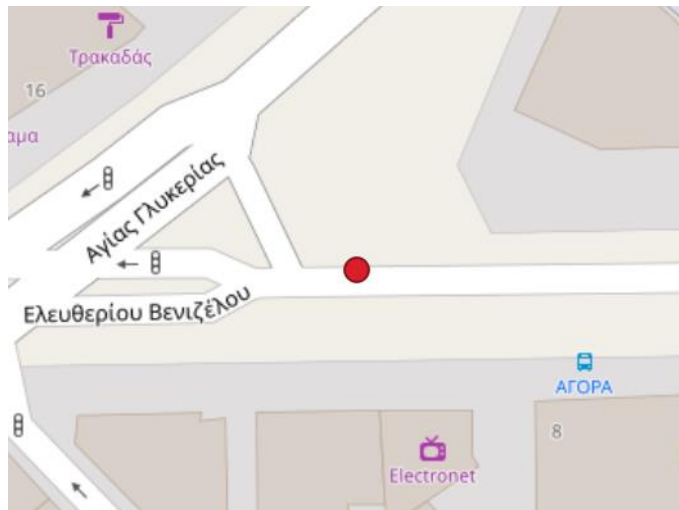 Τρακαδάς
16
αμα
Αγίας Γλυκερίας
Ελευθερίου Βενιζέλου
ΑΓΟΡΑ
8
Electronet